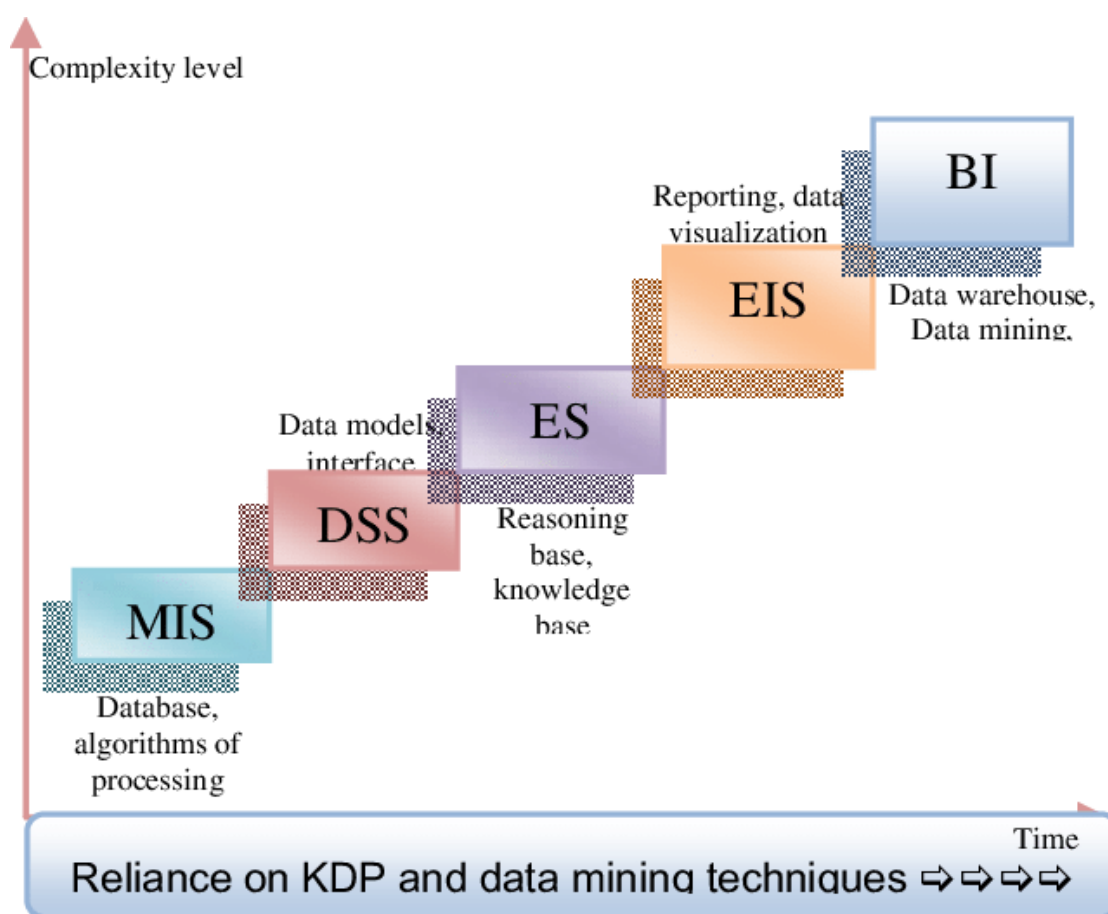 Complexity level
BI
Reporting, data
visualization
EIS
Data warehouse,
Data mining,
ES
Data models,
interface
DSS
Reasoning
base,
knowledge
base
MIS
Database,
algorithms of
processing
Time
Reliance on KDP and data mining techniques ⇨⇨⇨⇨